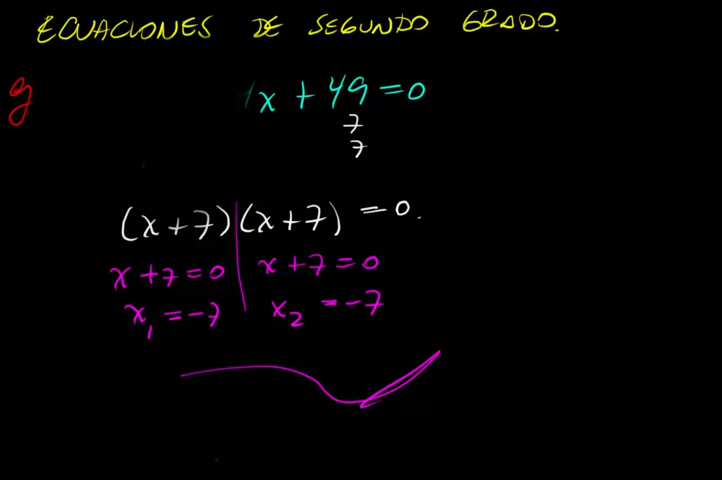 ECUACIONES DE SEGUNDO GRADO.
g x + 49 = 0
7
7
(x+7)(x+7) = 0.
x+7=0 x+7=0
x₁ = -7 x₂ = -7